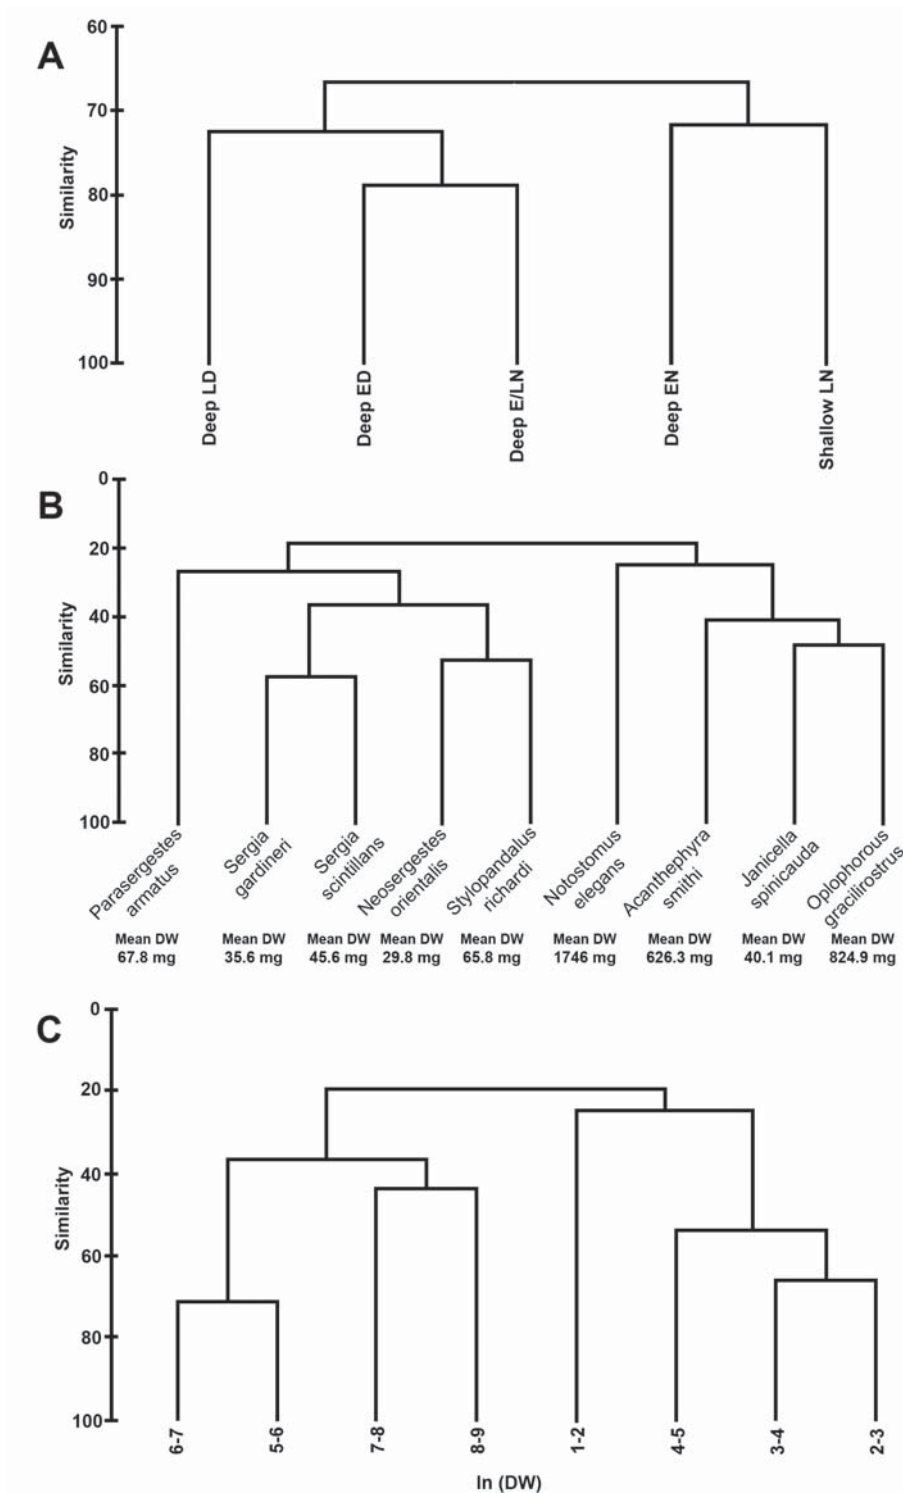 A
60
70
80
90
100
Similarity
Deep LD
Deep ED
Deep E/LN
Deep EN
Shallow LN
B
0
20
40
60
80
100
Similarity
Parasergestes
armatus
Sergia
gardineri
Sergia
scintillans
Neosergestes
orientalis
Stylopandalus
richardi
Notostomus
elegans
Acanthephyra
smithi
Janicella
spinicauda
Oplophorous
gracilirostrus
Mean DW
67.8 mg
Mean DW
35.6 mg
Mean DW
45.6 mg
Mean DW
29.8 mg
Mean DW
65.8 mg
Mean DW
1746 mg
Mean DW
626.3 mg
Mean DW
40.1 mg
Mean DW
824.9 mg
C
0
20
40
60
80
100
Similarity
6-7
5-6
7-8
8-9
1-2
4-5
3-4
2-3
ln (DW)